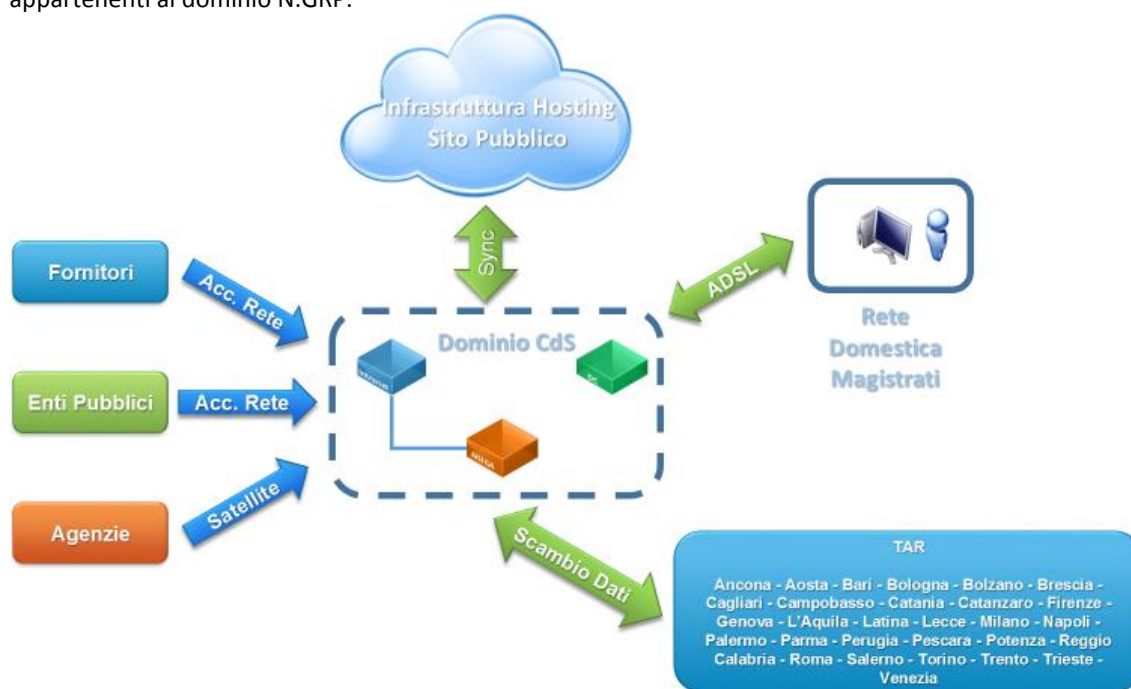 appartenenti al dominio N.GRP.
Infrastruttura Hosting
Sito Pubblico
Sync
Fornitori
Acc. Rete
ADSL
Rete
Domestica
Magistrati
Dominio CdS
Enti Pubblici
Acc. Rete
Agenzie
Satellite
Scambio Dati
TAR
Ancona - Aosta - Bari - Bologna - Bolzano - Brescia -
Cagliari - Campobasso - Catania - Catanzaro - Firenze -
Genova - L'Aquila - Latina - Lecce - Milano - Napoli -
Palermo - Parma - Perugia - Pescara - Potenza - Reggio
Calabria - Roma - Salerno - Torino - Trento - Trieste -
Venezia